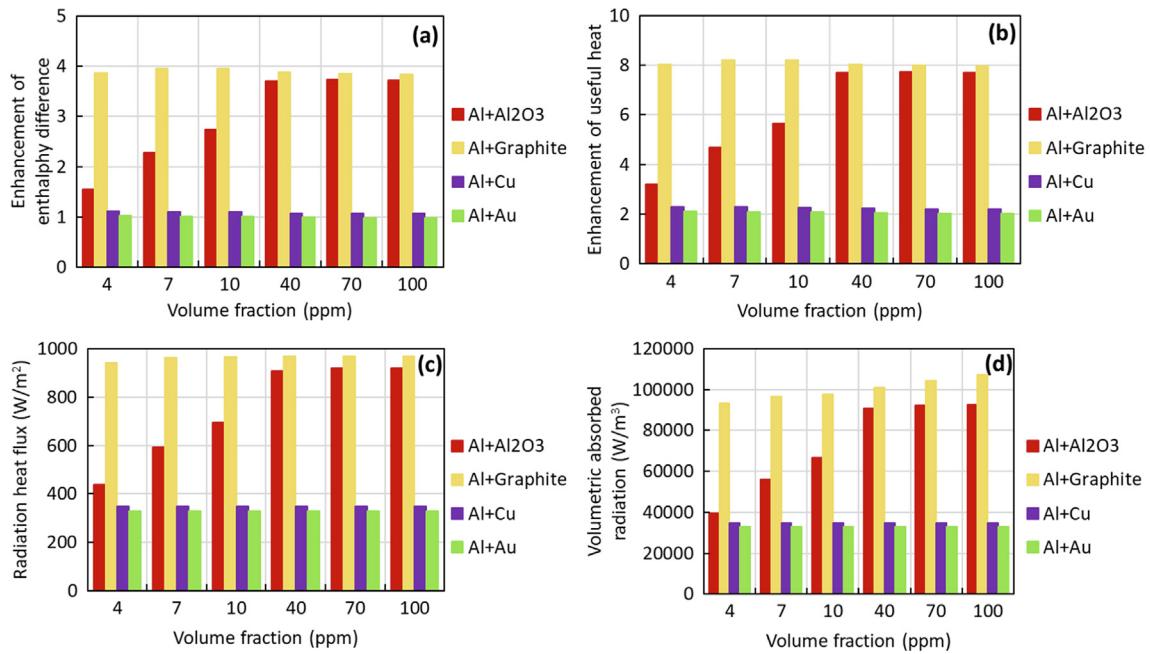 (a)
Enhancement of
enthalphy difference
5
4
3
2
1
0
4 7 10 40 70 100
Volume fraction (ppm)
Al+Al2O3
Al+Graphite
Al+Cu
Al+Au
(b)
Enhancement of useful heat
10
8
6
4
2
0
4 7 10 40 70 100
Volume fraction (ppm)
Al+Al2O3
Al+Graphite
Al+Cu
Al+Au
(c)
Radiation heat flux (W/m²)
1000
800
600
400
200
0
4 7 10 40 70 100
Volume fraction (ppm)
Al+Al2O3
Al+Graphite
Al+Cu
Al+Au
(d)
Volumetric absorbed
radiation (W/m³)
120000
100000
80000
60000
40000
20000
0
4 7 10 40 70 100
Volume fraction (ppm)
Al+Al2O3
Al+Graphite
Al+Cu
Al+Au